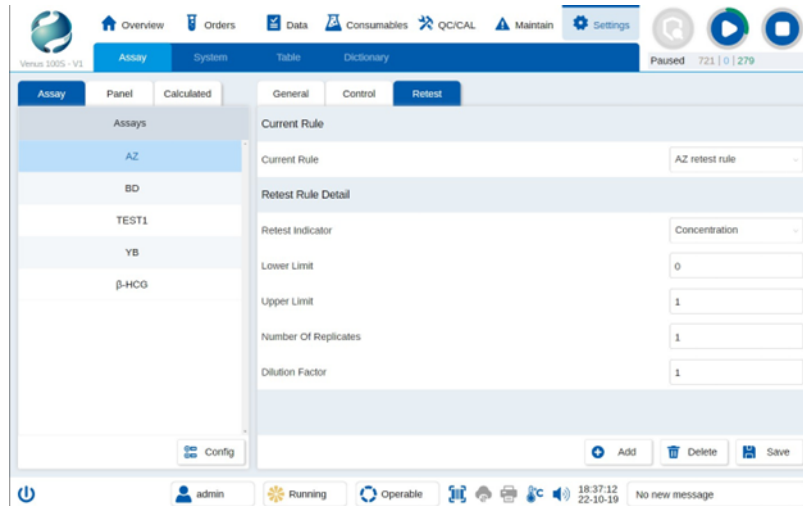 Overview Orders Data Consumables QC/CAL Maintain Settings
Venus 100S - V1
Assay System Table Dictionary
Paused 721 | 0 | 279
Assay Panel Calculated
General Control Retest
Assays
AZ
BD
TEST1
YB
β-HCG
Config
Current Rule
Current Rule AZ retest rule
Retest Rule Detail
Retest Indicator Concentration
Lower Limit 0
Upper Limit 1
Number Of Replicates 1
Dilution Factor 1
Add Delete Save
admin Running Operable °C 18:37:12
22-10-19
No new message